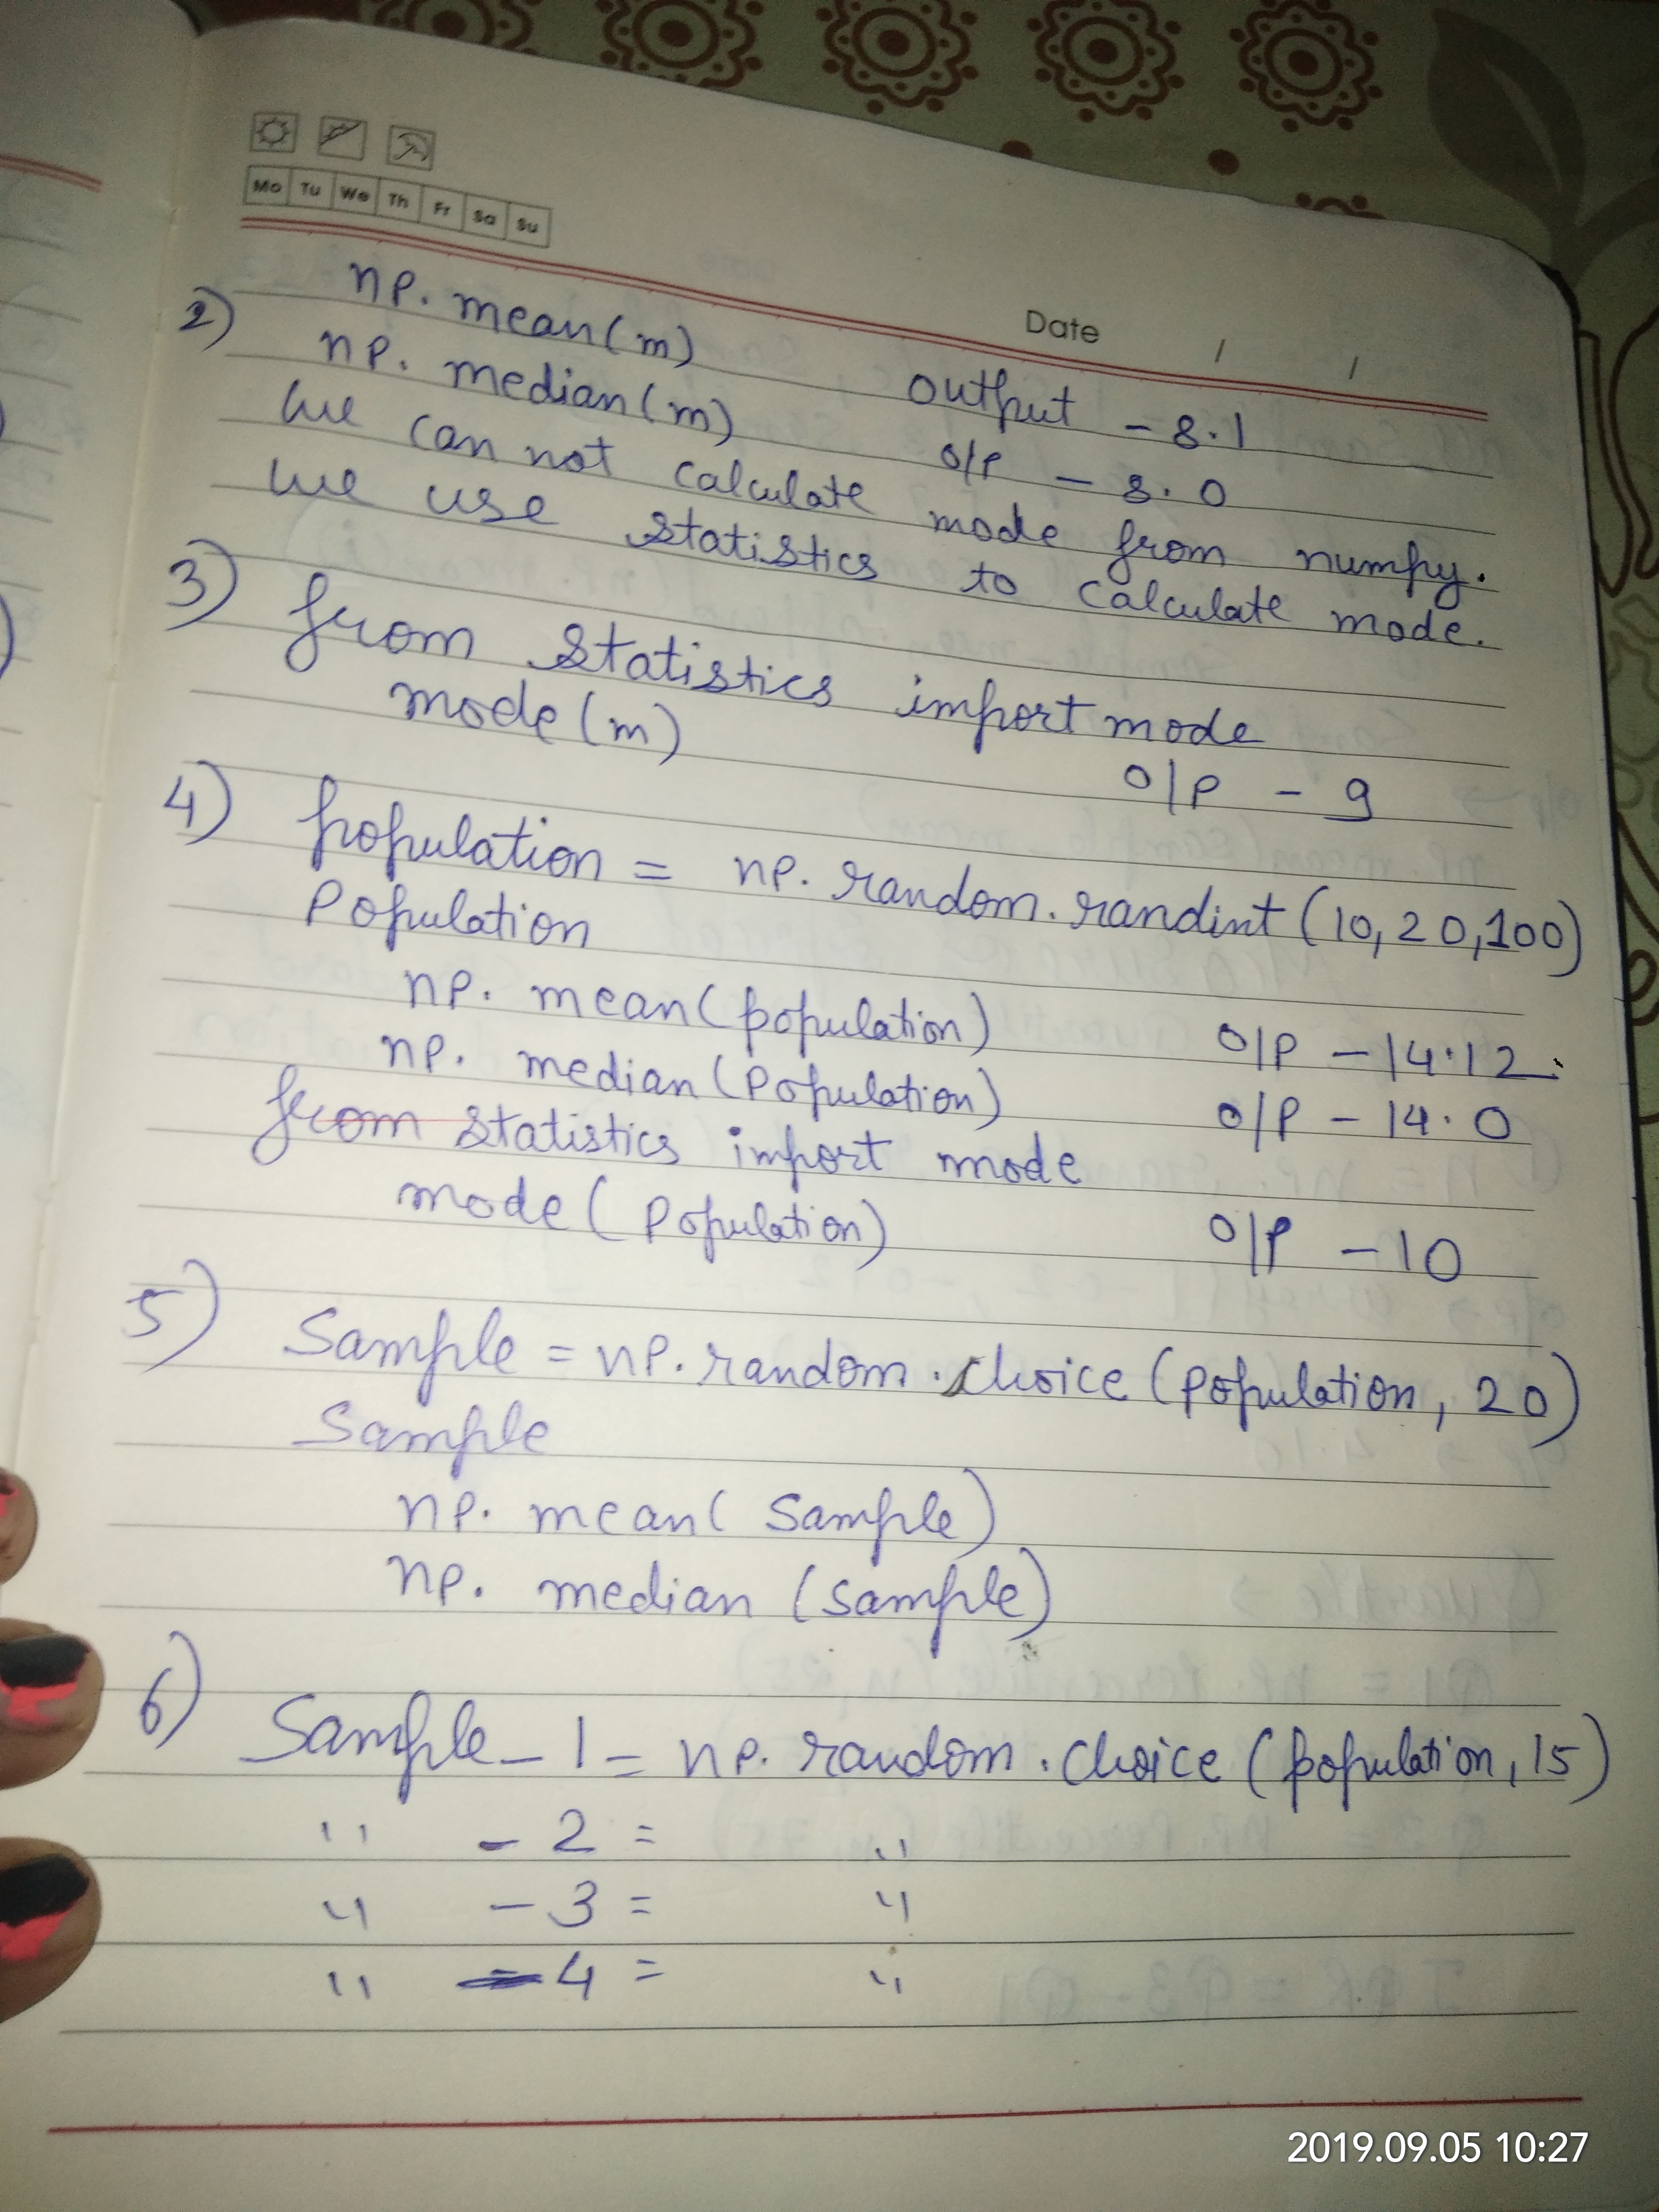 Mo Tu We Th Fr Sa Su
Date / /
2) np. mean(m) output - 8.1
np. median(m) o/p - 8.0
We can not calculate mode from numpy.
We use statistics to calculate mode.
3) from statistics import mode
mode(m) o/p - 9
4) population = np. random. randint (10, 20, 100)
Population
np. mean(population) o/p - 14.12
np. median(Population) o/p - 14.0
from statistics import mode
mode( Population) o/p - 10
5) Sample = np. random. choice (population, 20)
Sample
np. mean( Sample)
np. median (sample)
6) Sample_1 = np. random. choice (population, 15)
" - 2 = "
" - 3 = "
" - 4 = "
2019.09.05 10:27